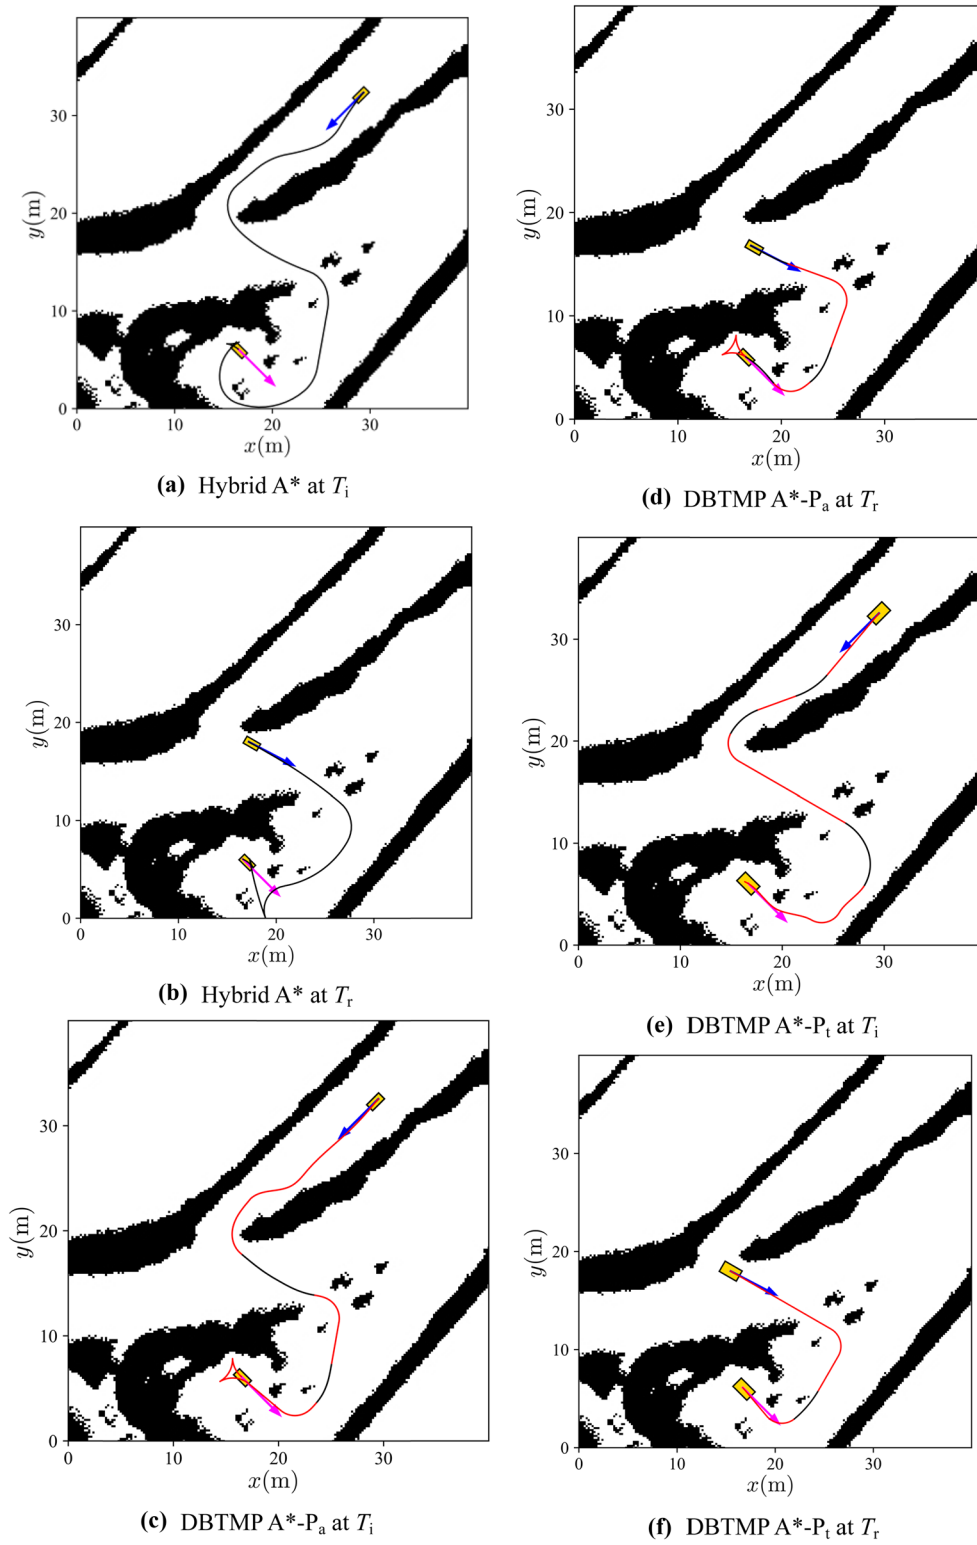 30
20
10
0
0
10
20
30
y(m)
x(m)
(a) Hybrid A* at Ti
30
20
10
0
0
10
20
30
y(m)
x(m)
(b) Hybrid A* at Tr
30
20
10
0
0
10
20
30
y(m)
x(m)
(c) DBTMP A*-Pa at Ti
30
20
10
0
0
10
20
30
y(m)
x(m)
(d) DBTMP A*-Pa at Tr
30
20
10
0
0
10
20
30
y(m)
x(m)
(e) DBTMP A*-Pt at Ti
30
20
10
0
0
10
20
30
y(m)
x(m)
(f) DBTMP A*-Pt at Tr